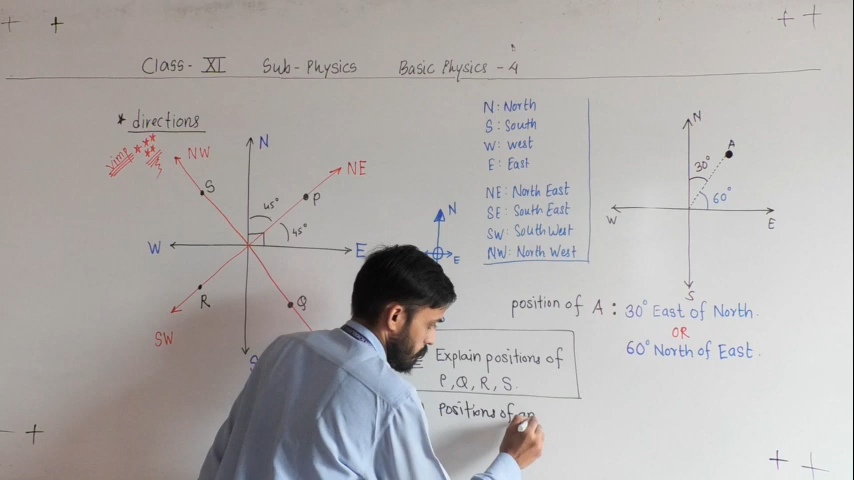 Class- XI Sub-Physics Basic Physics - 4
* directions
vimp
NW
N
NE
S
P
45°
45°
W
E
R
Q
SW
N
E
N: North
S: South
W: West
E: East
NE: North East
SE: South East
SW: South West
NW: North West
N
A
30°
60°
W
E
S
position of A : 30° East of North.
OR
60° North of East.
Explain positions of
P, Q, R, S.
positions of